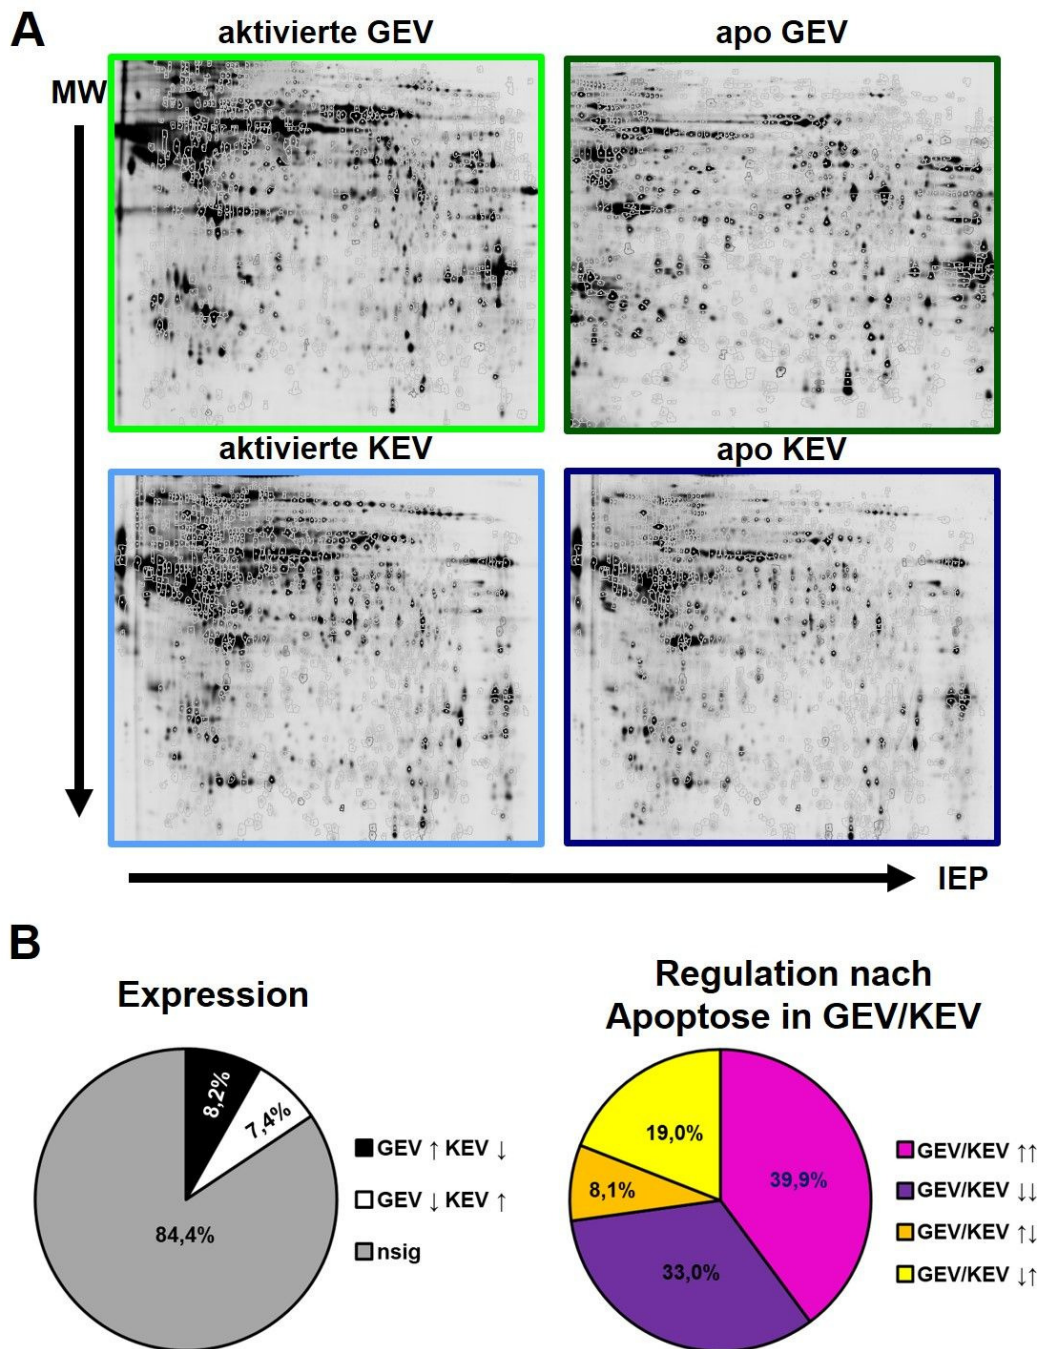 A
aktivierte GEV
apo GEV
MW
aktivierte KEV
apo KEV
IEP
B
Expression
8,2%
7,4%
84,4%
GEV ↑ KEV ↓
GEV ↓ KEV ↑
nsig
Regulation nach
Apoptose in GEV/KEV
19,0%
39,9%
8,1%
33,0%
GEV/KEV ↑↑
GEV/KEV ↓↓
GEV/KEV ↑↓
GEV/KEV ↓↑